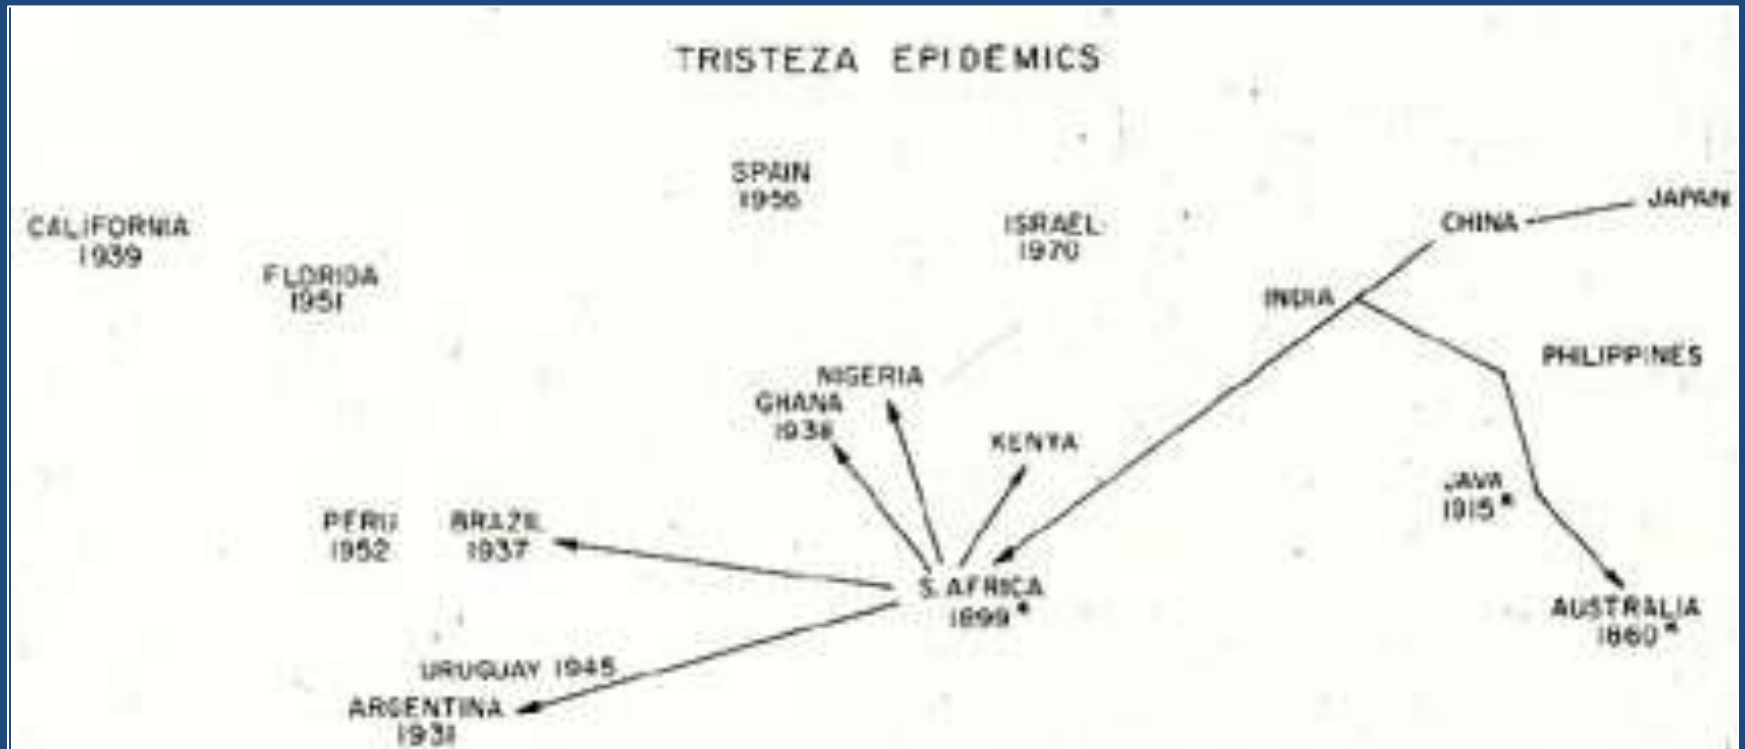 TRISTEZA EPIDEMICS
SPAIN
1956
CALIFORNIA
1939
FLORIDA
1951
ISRAEL
1970
JAPAN
CHINA
INDIA
PHILIPPINES
NIGERIA
GHANA
1938
KENYA
JAVA
1915*
PERU
1952
BRAZIL
1937
S. AFRICA
1899*
AUSTRALIA
1860*
URUGUAY 1945
ARGENTINA
1931